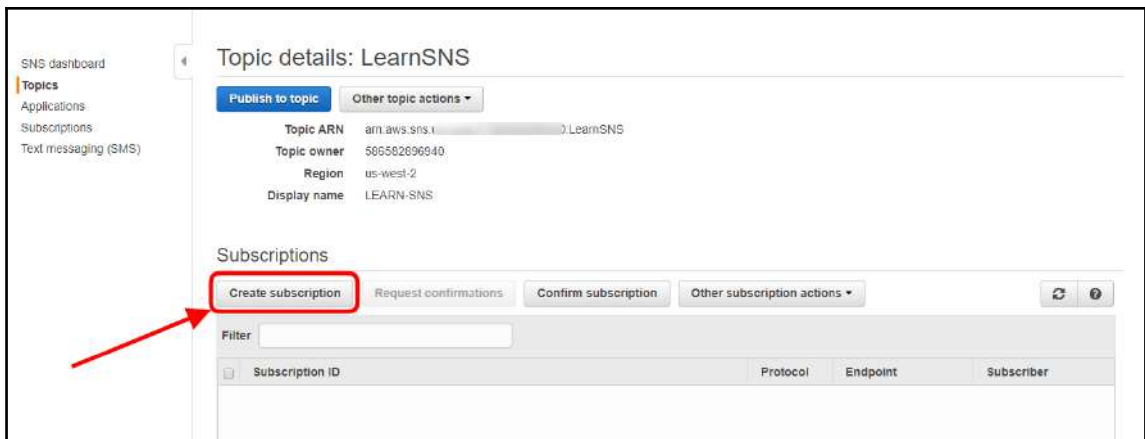 SNS dashboard
Topics
Applications
Subscriptions
Text messaging (SMS)
Topic details: LearnSNS
Publish to topic
Other topic actions
Topic ARN arn:aws:sns: :LearnSNS
Topic owner 586582896940
Region us-west-2
Display name LEARN-SNS
Subscriptions
Create subscription Request confirmations Confirm subscription Other subscription actions
Filter
Subscription ID Protocol Endpoint Subscriber